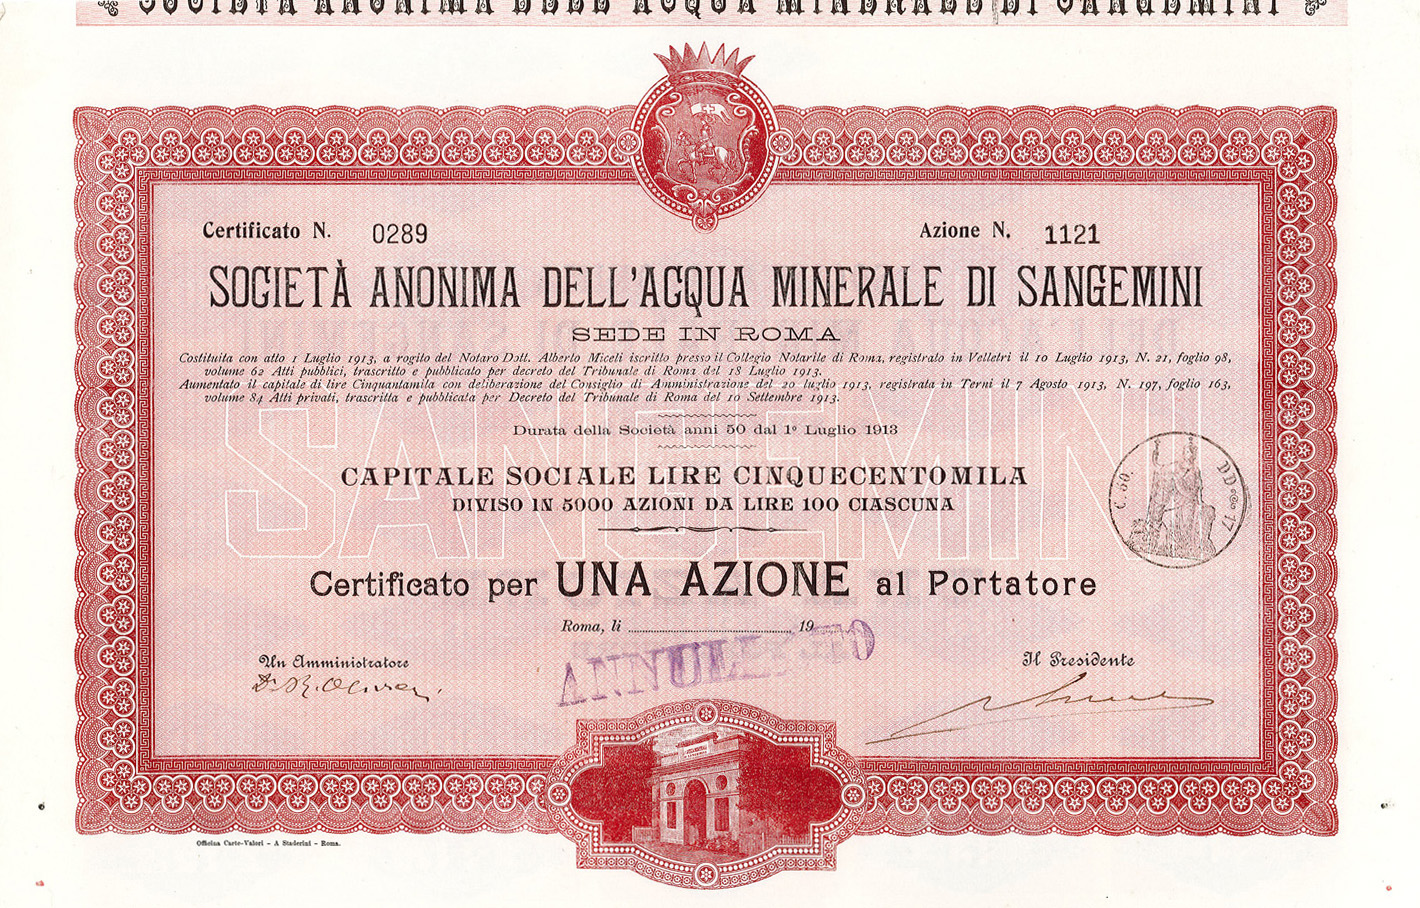 SOCIETÀ ANONIMA DELL'ACQUA MINERALE DI SANGEMINI
Certificato N. 0289
Azione N. 1121
SOCIETÀ ANONIMA DELL'ACQUA MINERALE DI SANGEMINI
SEDE IN ROMA
Costituita con atto 1 Luglio 1913, a rogito del Notaro Dott. Alberto Miceli iscritto presso il Collegio Notarile di Roma, registrato in Velletri il 10 Luglio 1913, N. 21, foglio 98,
volume 62 Atti pubblici, trascritto e pubblicato per decreto del Tribunale di Roma del 18 Luglio 1913.
Aumentato il capitale di lire Cinquantamila con deliberazione del Consiglio di Amministrazione del 20 luglio 1913, registrata in Terni il 7 Agosto 1913, N. 197, foglio 163,
volume 84 Atti privati, trascritta e pubblicata per Decreto del Tribunale di Roma del 10 Settembre 1913.
SANGEMINI
Durata della Società anni 50 dal 1º Luglio 1913
CAPITALE SOCIALE LIRE CINQUECENTOMILA
DIVISO IN 5000 AZIONI DA LIRE 100 CIASCUNA
C. 50.
DD 17
Certificato per UNA AZIONE al Portatore
Roma, li 19
ANNULLATO
Un Amministratore
Il Presidente
Officina Carte-Valori - A Staderini - Roma.